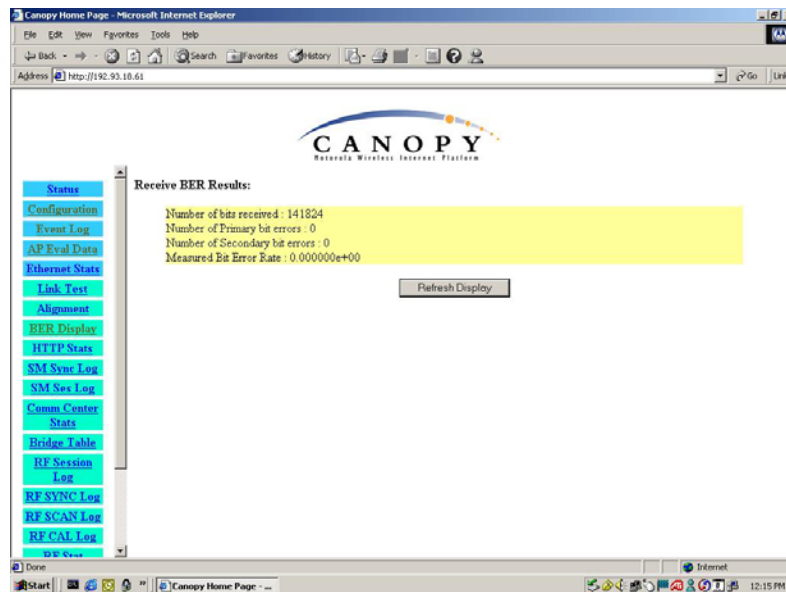 Canopy Home Page - Microsoft Internet Explorer
File Edit View Favorites Tools Help
Back Search Favorites History
Address http://192.93.10.61 Go Link
CANOPY
Motorola Wireless Internet Platform
Status
Configuration
Event Log
AP Eval Data
Ethernet Stats
Link Test
Alignment
BER Display
HTTP Stats
SM Sync Log
SM Ses Log
Comm Center
Stats
Bridge Table
RF Session
Log
RF SYNC Log
RF SCAN Log
RF CAL Log
RF Stat
Receive BER Results:
Number of bits received : 141824
Number of Primary bit errors : 0
Number of Secondary bit errors : 0
Measured Bit Error Rate : 0.000000e+00
Refresh Display
Done Internet
Start » Canopy Home Page - ... 12:15 PM